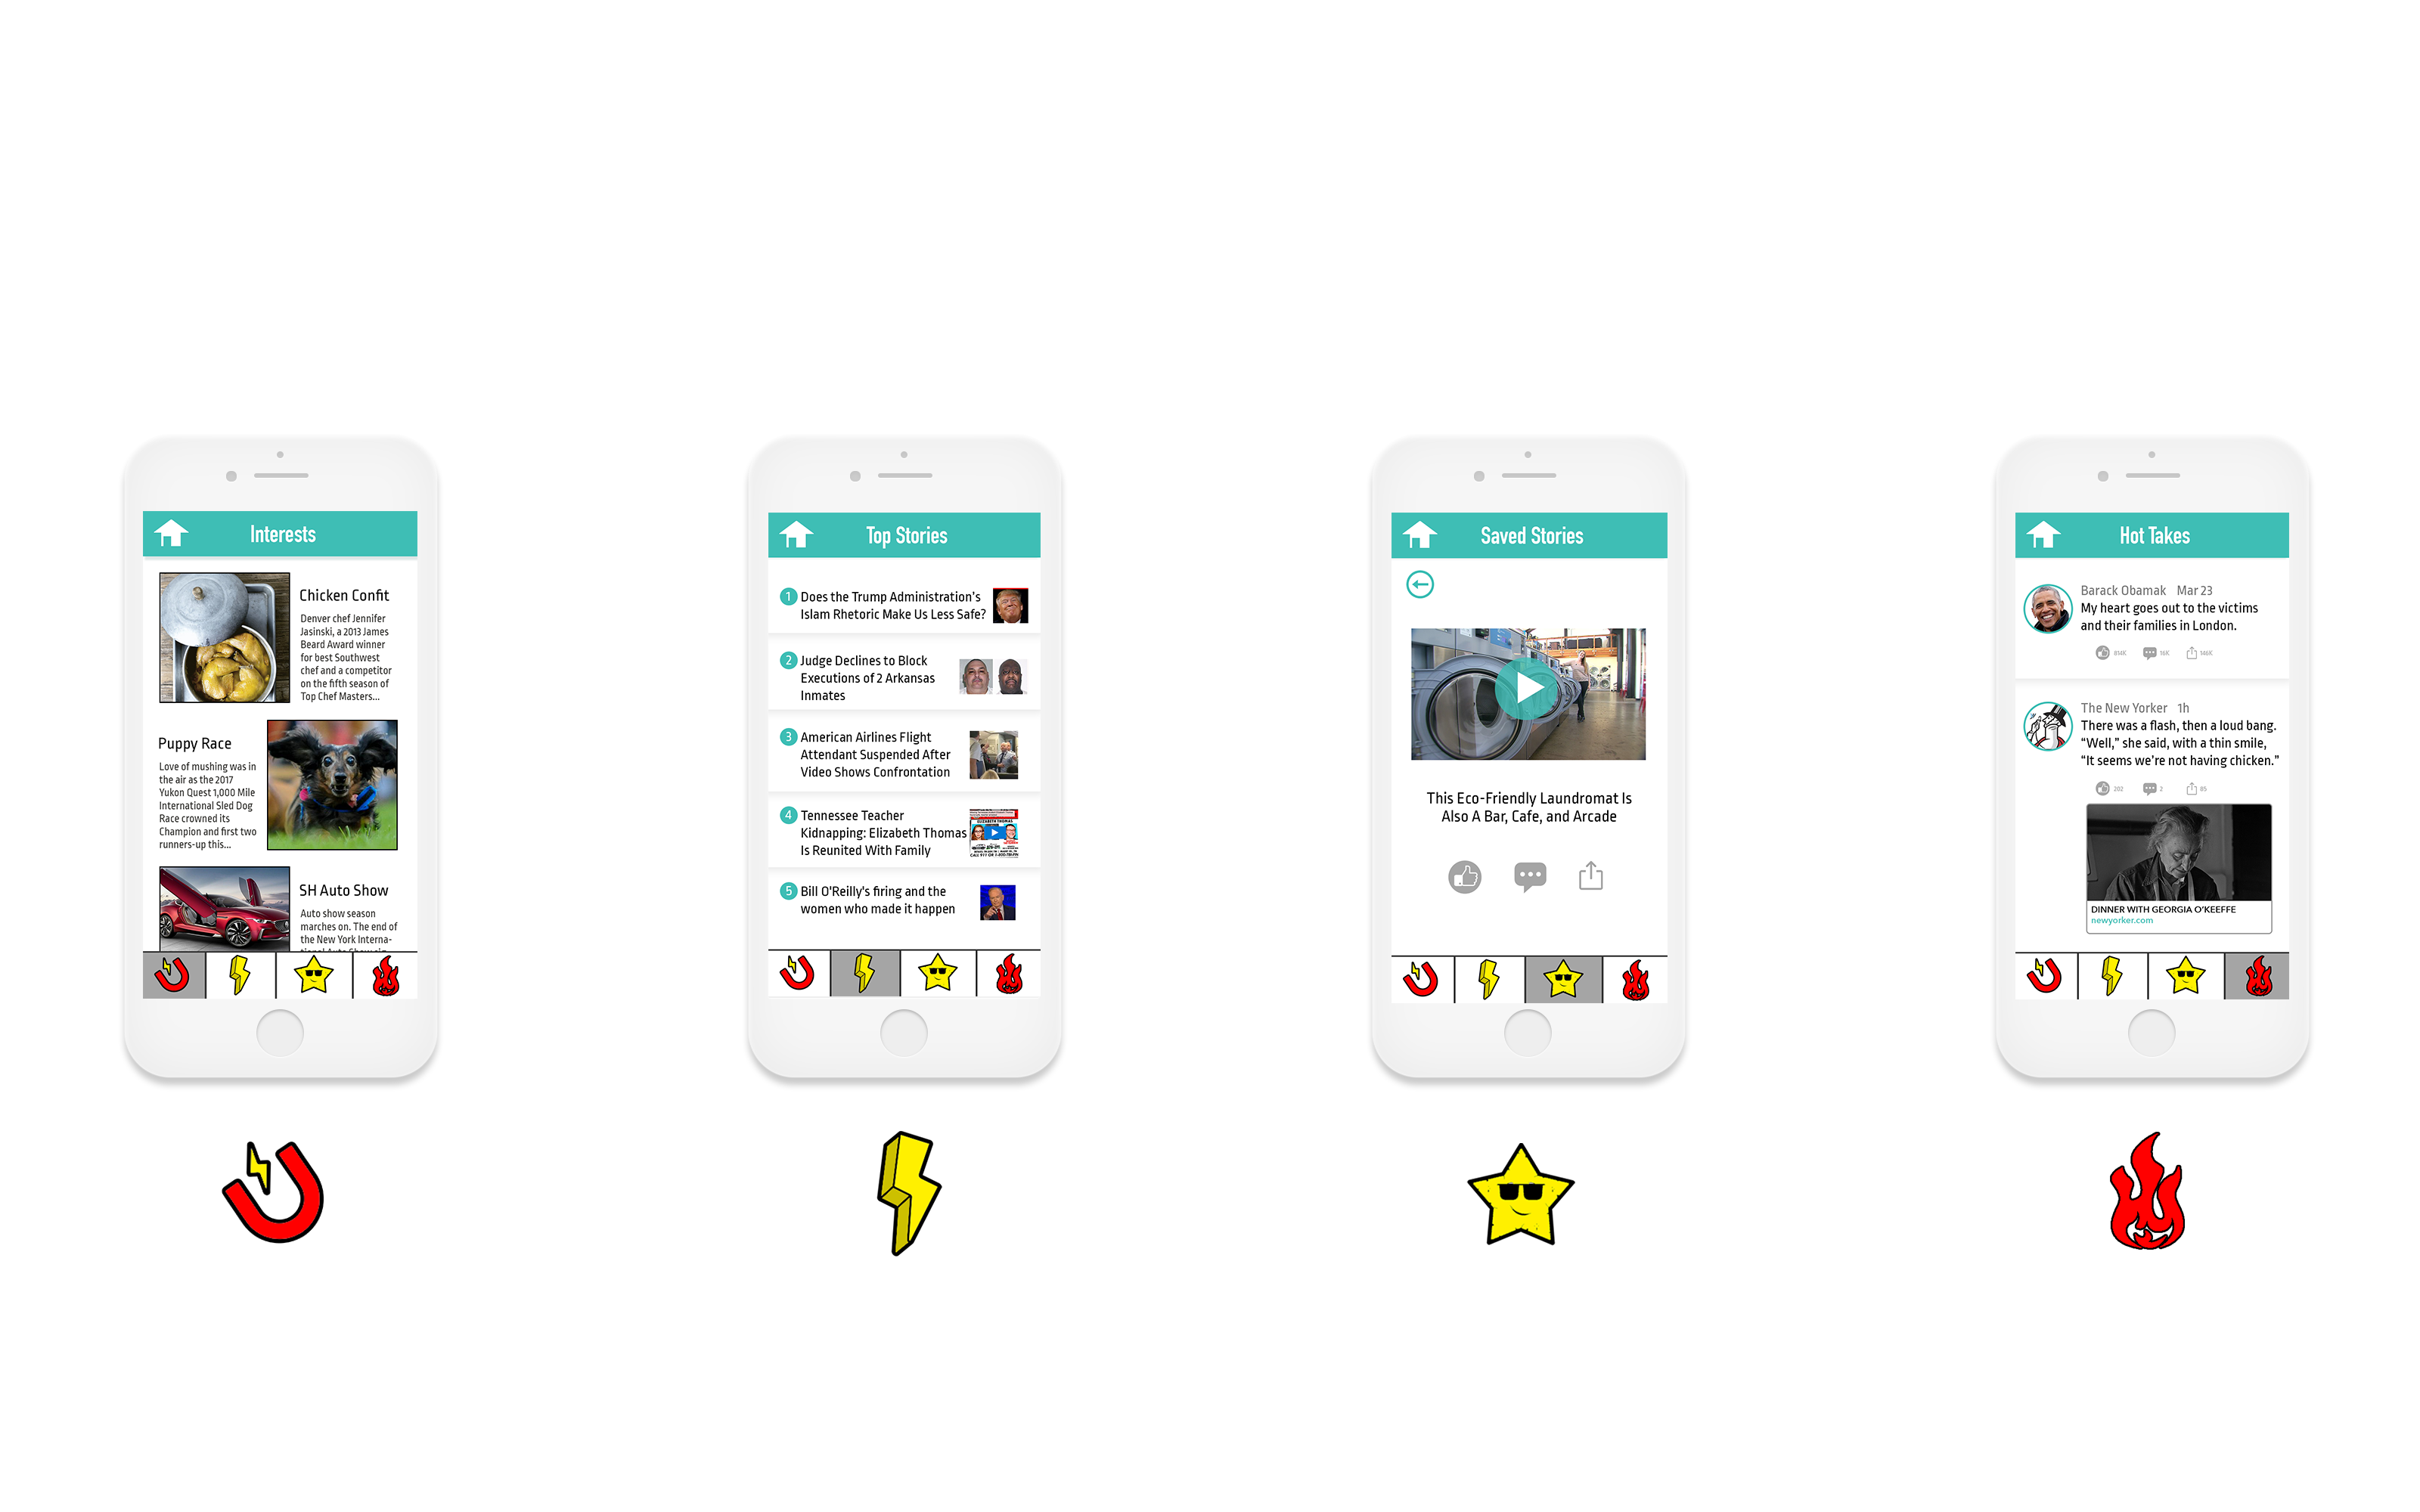 Interests
Chicken Confit
Denver chef Jennifer
Jasinski, a 2013 James
Beard Award winner
for best Southwest
chef and a competitor
on the fifth season of
Top Chef Masters...
Puppy Race
Love of mushing was in
the air as the 2017
Yukon Quest 1,000 Mile
International Sled Dog
Race crowned its
Champion and first two
runners-up this...
SH Auto Show
Auto show season
marches on. The end of
the New York Interna-
Top Stories
1 Does the Trump Administration's
Islam Rhetoric Make Us Less Safe?
2 Judge Declines to Block
Executions of 2 Arkansas
Inmates
3 American Airlines Flight
Attendant Suspended After
Video Shows Confrontation
4 Tennessee Teacher
Kidnapping: Elizabeth Thomas
Is Reunited With Family
ELIZABETH THOMAS
5 Bill O'Reilly's firing and the
women who made it happen
Saved Stories
This Eco-Friendly Laundromat Is
Also A Bar, Cafe, and Arcade
Hot Takes
Barack Obamak Mar 23
My heart goes out to the victims
and their families in London.
814K 16K 146K
The New Yorker 1h
There was a flash, then a loud bang.
“Well,” she said, with a thin smile,
“It seems we're not having chicken.”
202 2 85
DINNER WITH GEORGIA O'KEEFFE
newyorker.com